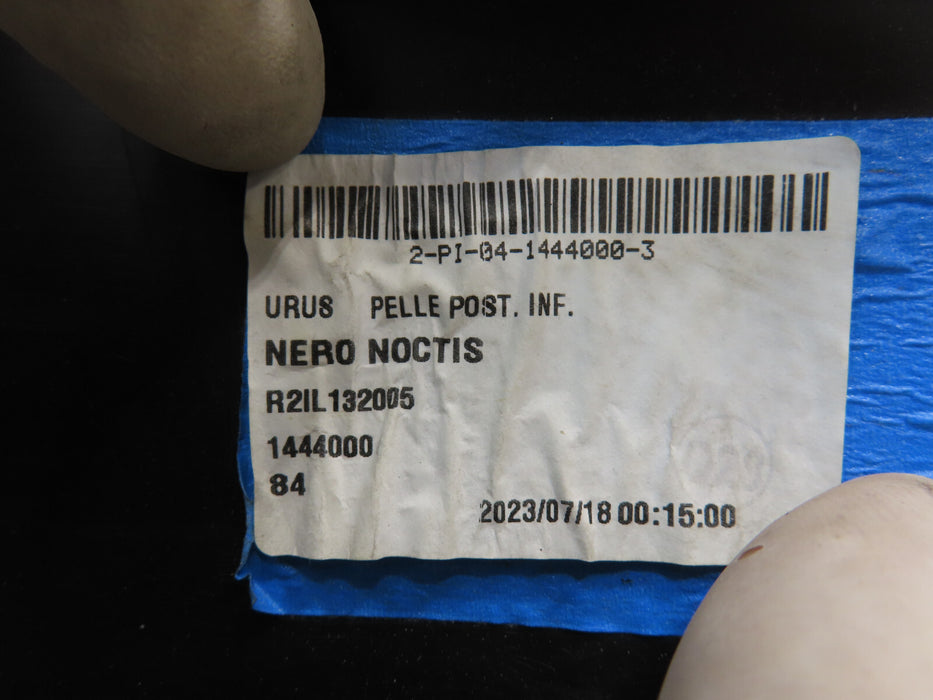 2-PI-04-1444000-3
URUS PELLE POST. INF.
NERO NOCTIS
R2IL132005
1444000
84
2023/07/18 00:15:00